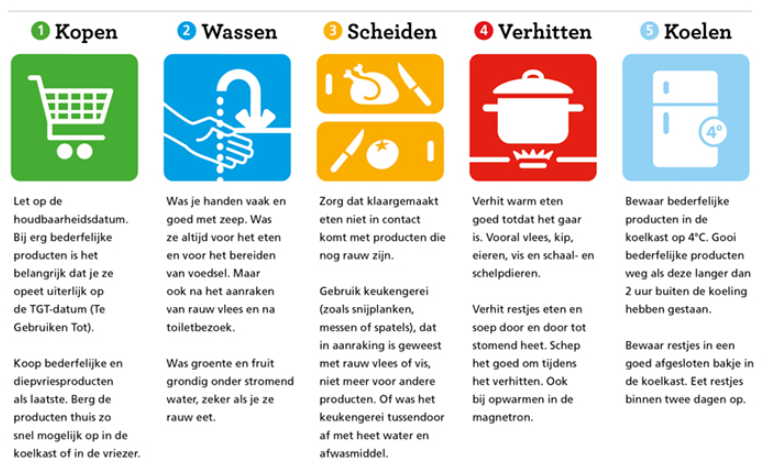 1 Kopen
Let op de
houdbaarheidsdatum.
Bij erg bederfelijke
producten is het
belangrijk dat je ze
opeet uiterlijk op
de TGT-datum (Te
Gebruiken Tot).
Koop bederfelijke en
diepvriesproducten
als laatste. Berg de
producten thuis zo
snel mogelijk op in de
koelkast of in de vriezer.
2 Wassen
Was je handen vaak en
goed met zeep. Was
ze altijd voor het eten
en voor het bereiden
van voedsel. Maar
ook na het aanraken
van rauw vlees en na
toiletbezoek.
Was groente en fruit
grondig onder stromend
water, zeker als je ze
rauw eet.
3 Scheiden
Zorg dat klaargemaakt
eten niet in contact
komt met producten die
nog rauw zijn.
Gebruik keukengerei
(zoals snijplanken,
messen of spatels), dat
in aanraking is geweest
met rauw vlees of vis,
niet meer voor andere
producten. Of was het
keukengerei tussendoor
af met heet water en
afwasmiddel.
4 Verhitten
Verhit warm eten
goed totdat het gaar
is. Vooral vlees, kip,
eieren, vis en schaal- en
schelpdieren.
Verhit restjes eten en
soep door en door tot
stomend heet. Schep
het goed om tijdens
het verhitten. Ook
bij opwarmen in de
magnetron.
5 Koelen
4°
Bewaar bederfelijke
producten in de
koelkast op 4°C. Gooi
bederfelijke producten
weg als deze langer dan
2 uur buiten de koeling
hebben gestaan.
Bewaar restjes in een
goed afgesloten bakje in
de koelkast. Eet restjes
binnen twee dagen op.